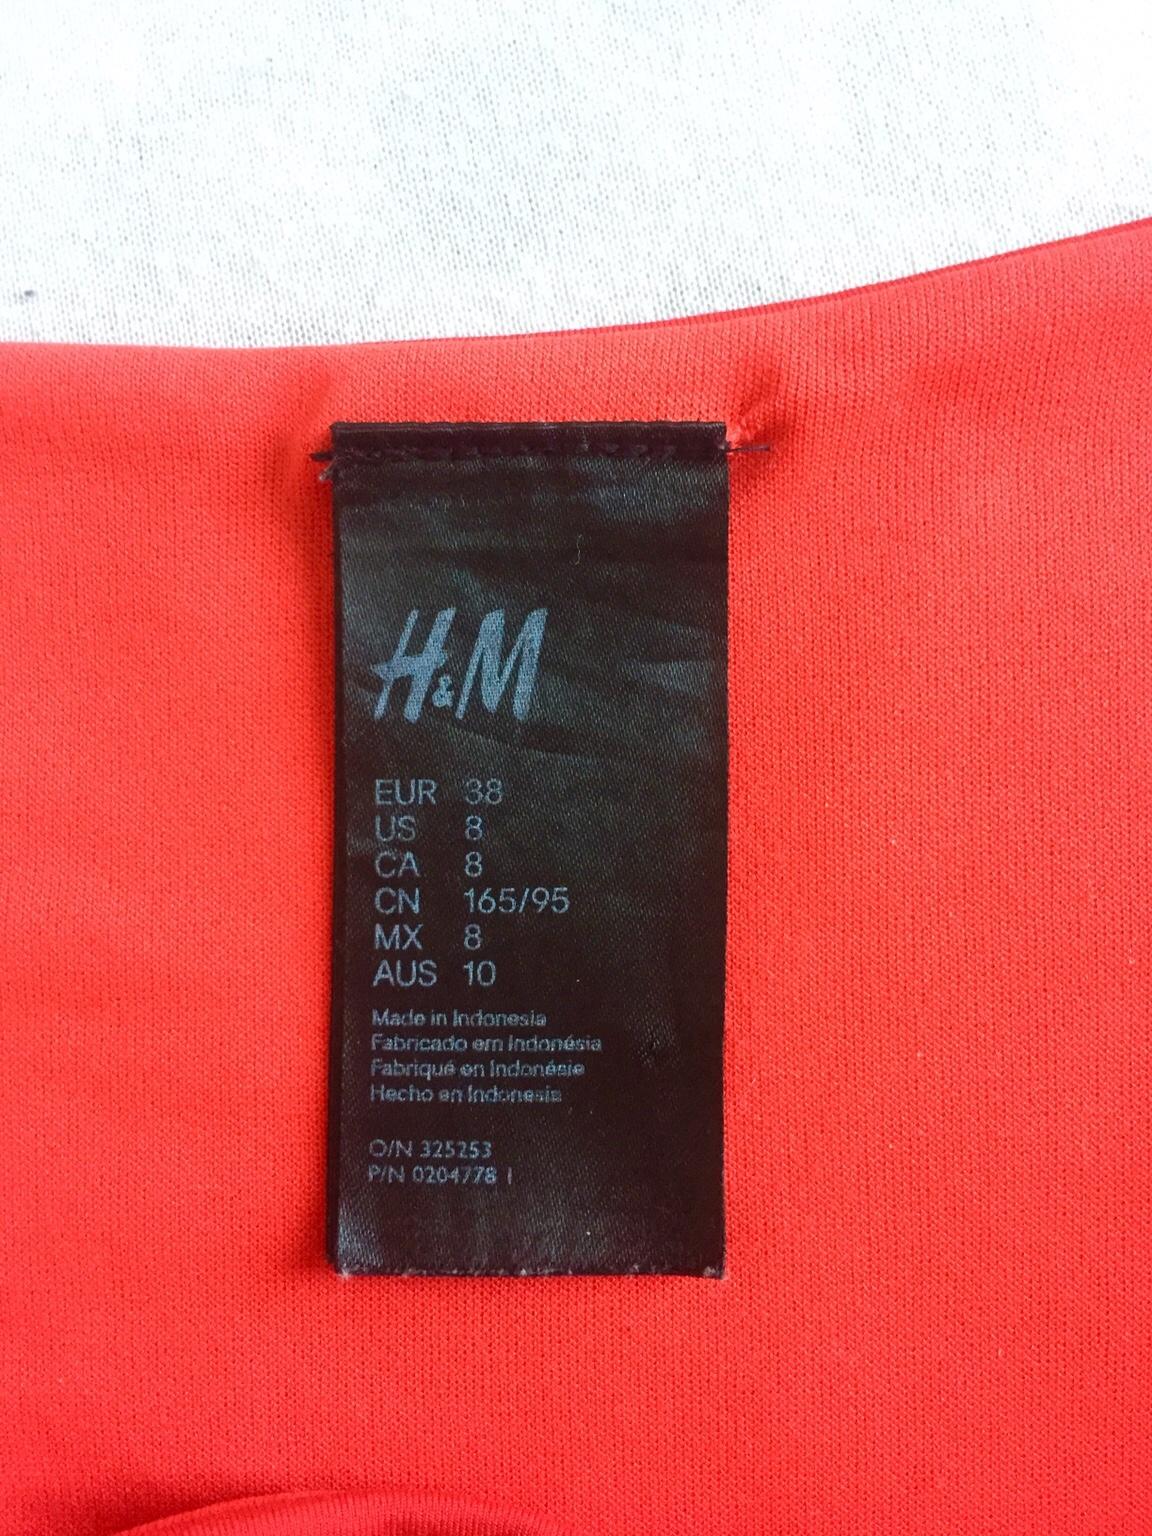 H&M
EUR 38
US 8
CA 8
CN 165/95
MX 8
AUS 10
Made in Indonesia
Fabricado em Indonésia
Fabriqué en Indonésie
Hecho en Indonesia
O/N 325253
P/N 0204778 1